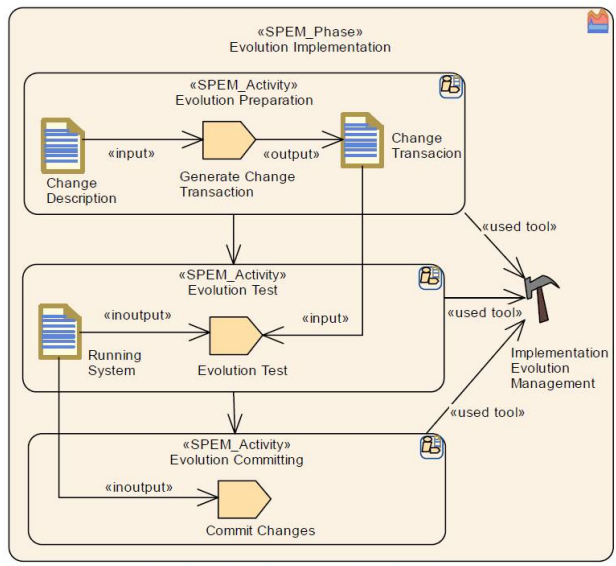 «SPEM_Phase»
Evolution Implementation
«SPEM_Activity»
Evolution Preparation
«input»
«output»
Change
Transacion
Change
Description
Generate Change
Transaction
«used tool»
«SPEM_Activity»
Evolution Test
«inoutput»
«input»
«used tool»
Running
System
Evolution Test
Implementation
Evolution
Management
«used tool»
«SPEM_Activity»
Evolution Committing
«inoutput»
Commit Changes